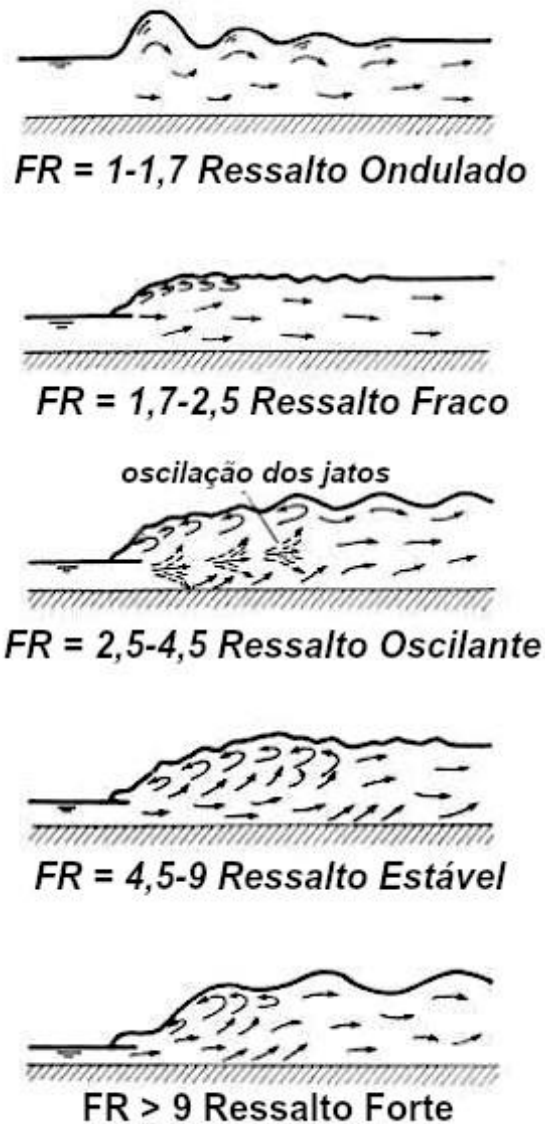 FR = 1-1,7 Ressalto Ondulado
FR = 1,7-2,5 Ressalto Fraco
oscilação dos jatos
FR = 2,5-4,5 Ressalto Oscilante
FR = 4,5-9 Ressalto Estável
FR > 9 Ressalto Forte